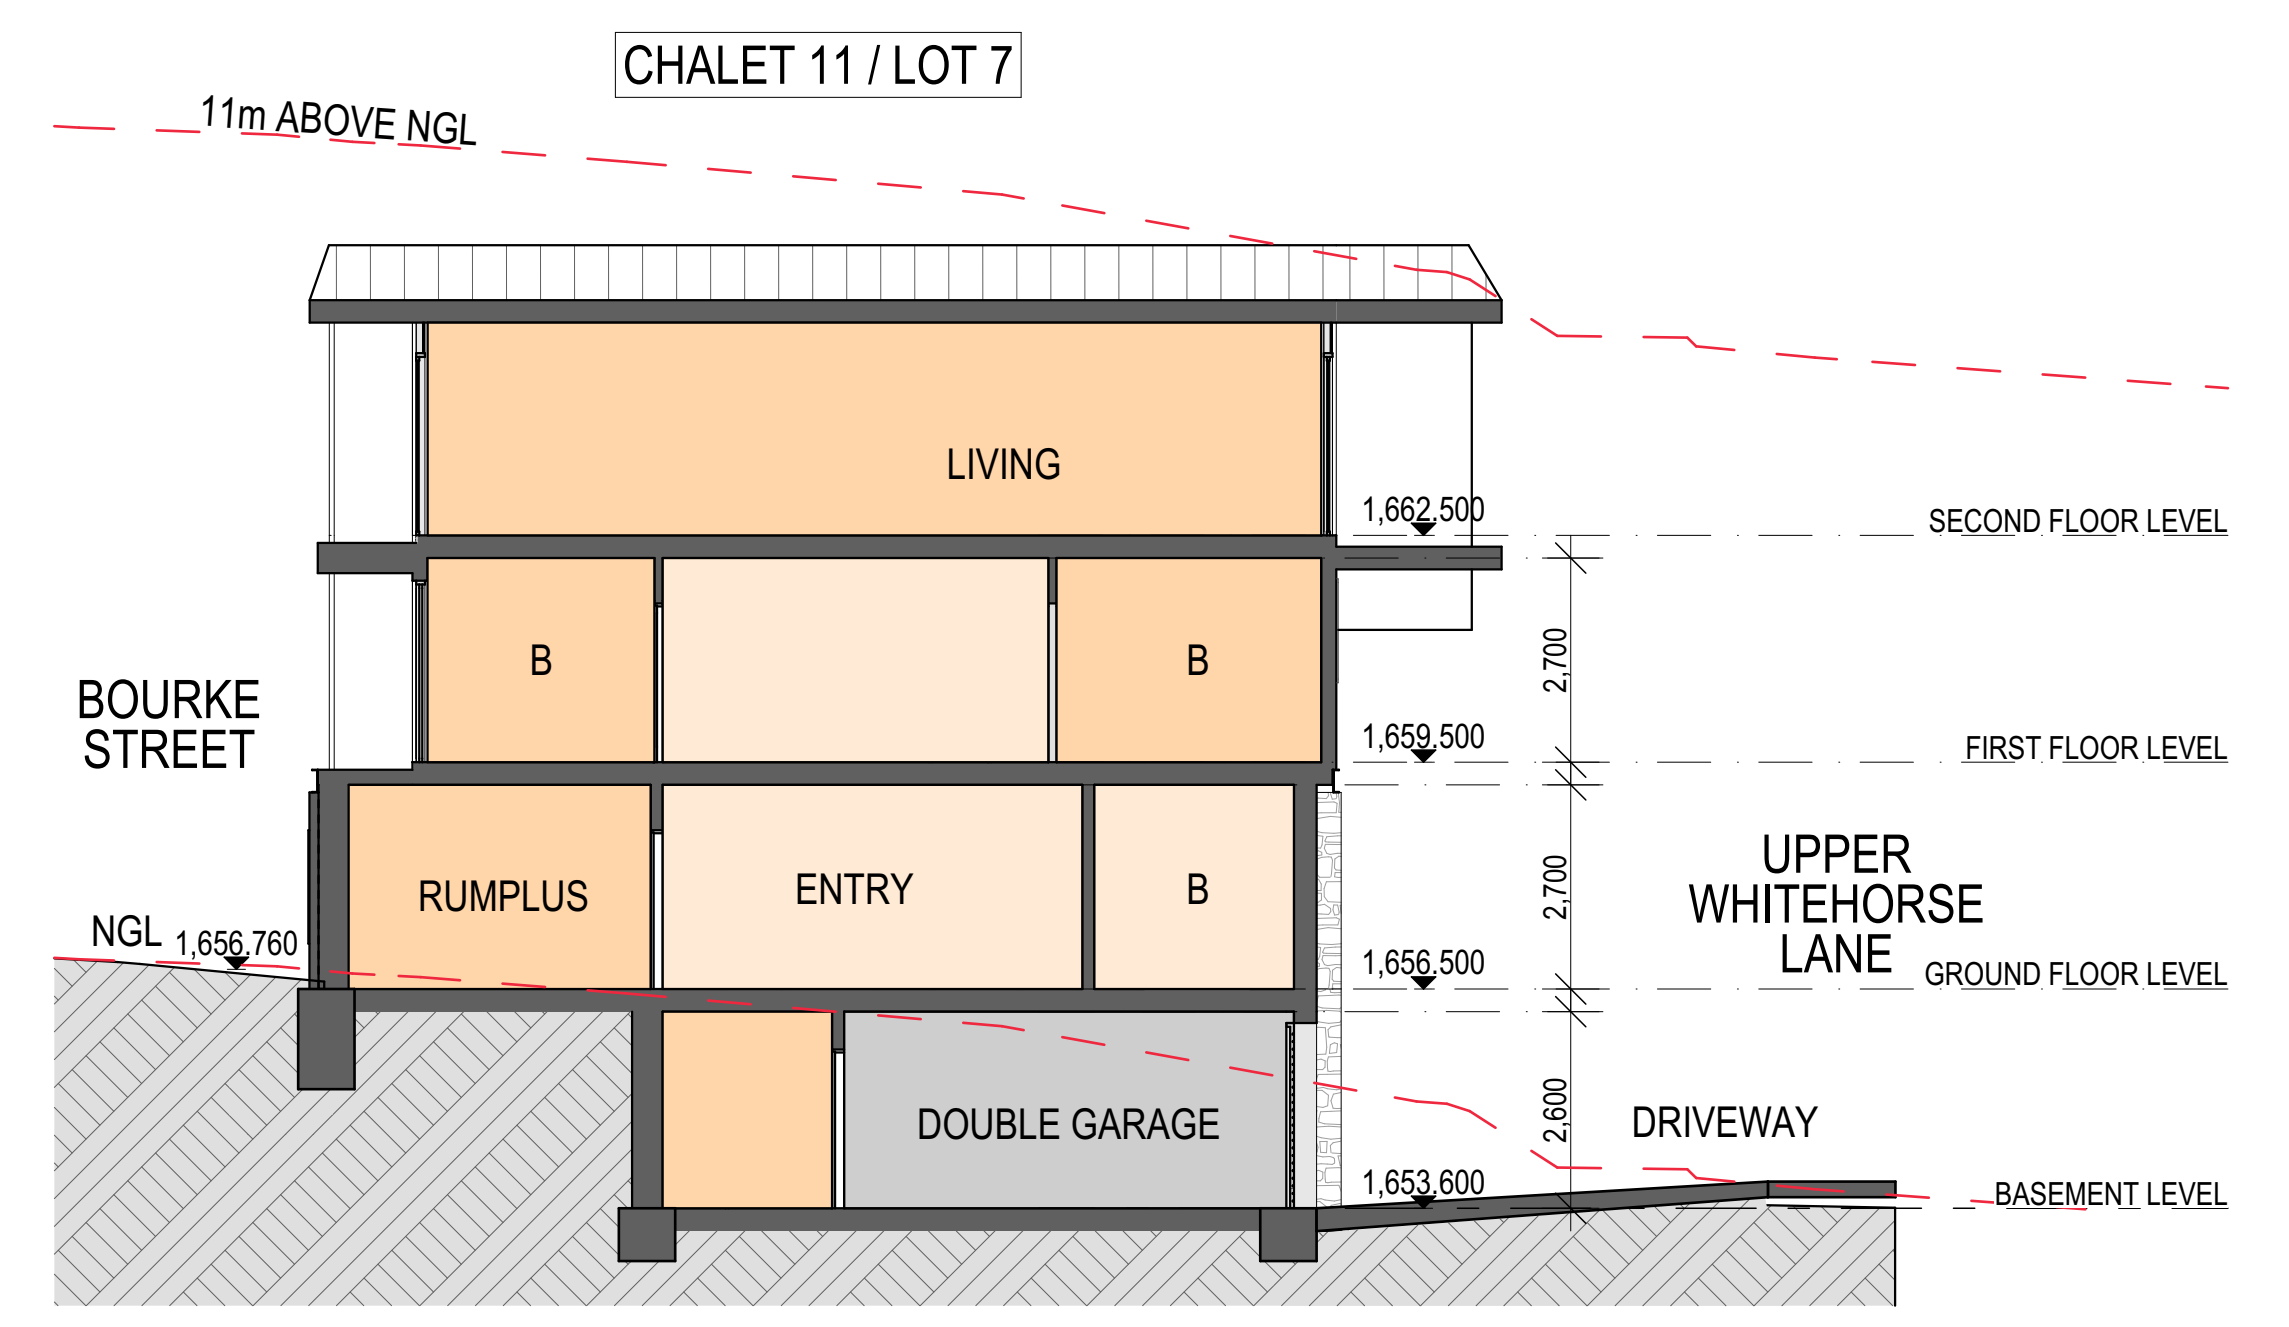 CHALET 11 / LOT 7
11m ABOVE NGL
LIVING
1,662.500
SECOND FLOOR LEVEL
B
B
2,700
BOURKE
STREET
1,659.500
FIRST FLOOR LEVEL
RUMPLUS
ENTRY
B
2,700
UPPER
WHITEHORSE
LANE
NGL
1,656.760
1,656.500
GROUND FLOOR LEVEL
DOUBLE GARAGE
2,600
DRIVEWAY
1,653.600
BASEMENT LEVEL